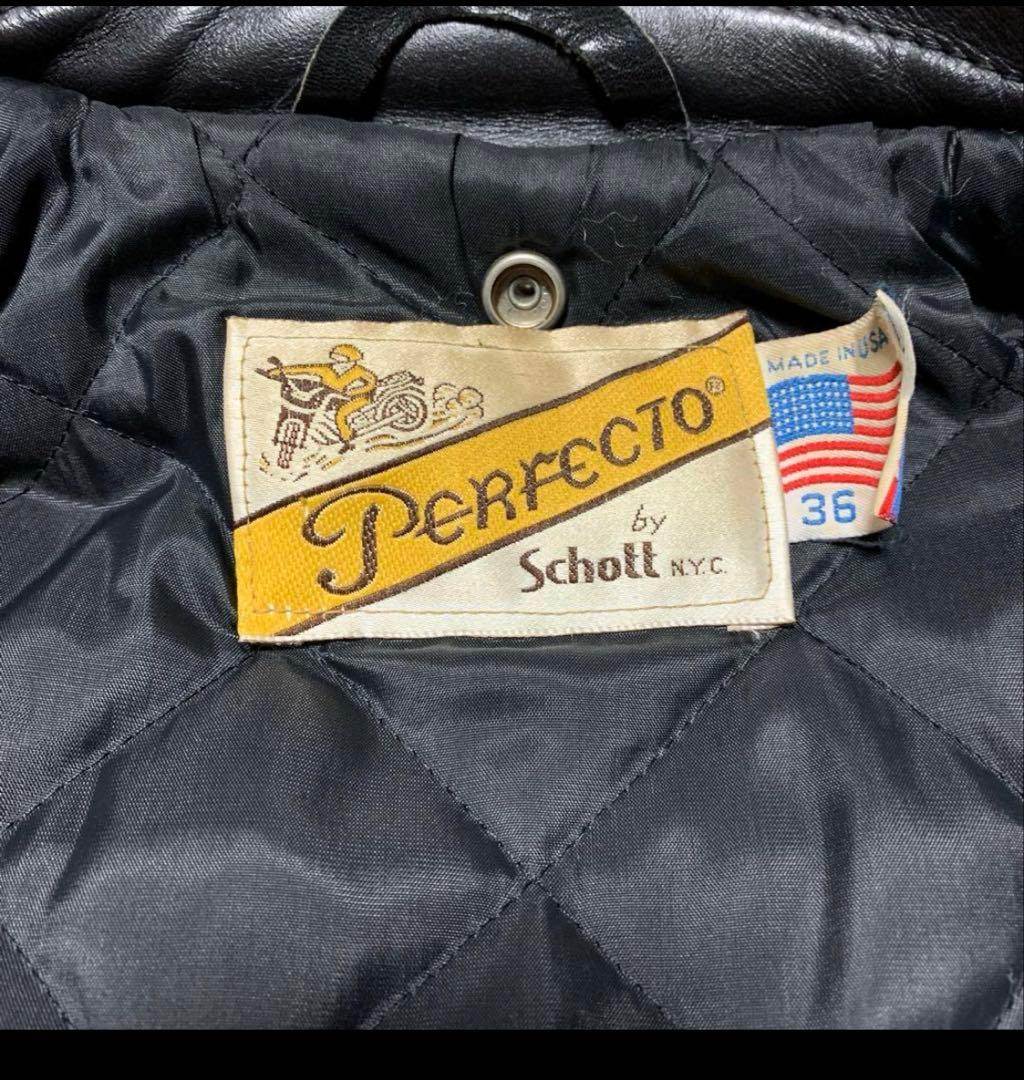 PERFECTO®
by
Schott N.Y.C.
MADE IN USA
36